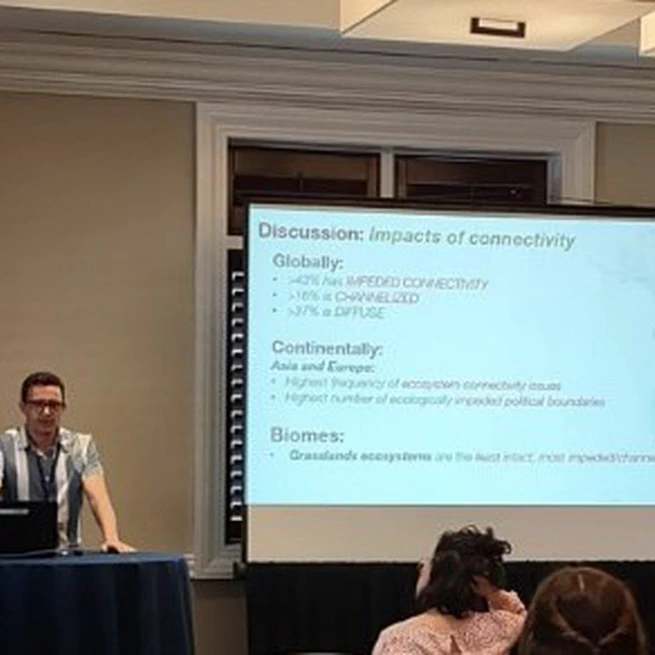 Discussion: Impacts of connectivity
Globally:
• >42% has IMPEDED CONNECTIVITY
• >16% is CHANNELIZED
• >37% is DIFFUSE
Continentally:
Asia and Europe:
• Highest frequency of ecosystem connectivity issues
• Highest number of ecologically impeded political boundaries
Biomes:
• Grasslands ecosystems are the least intact, most impeded/channe